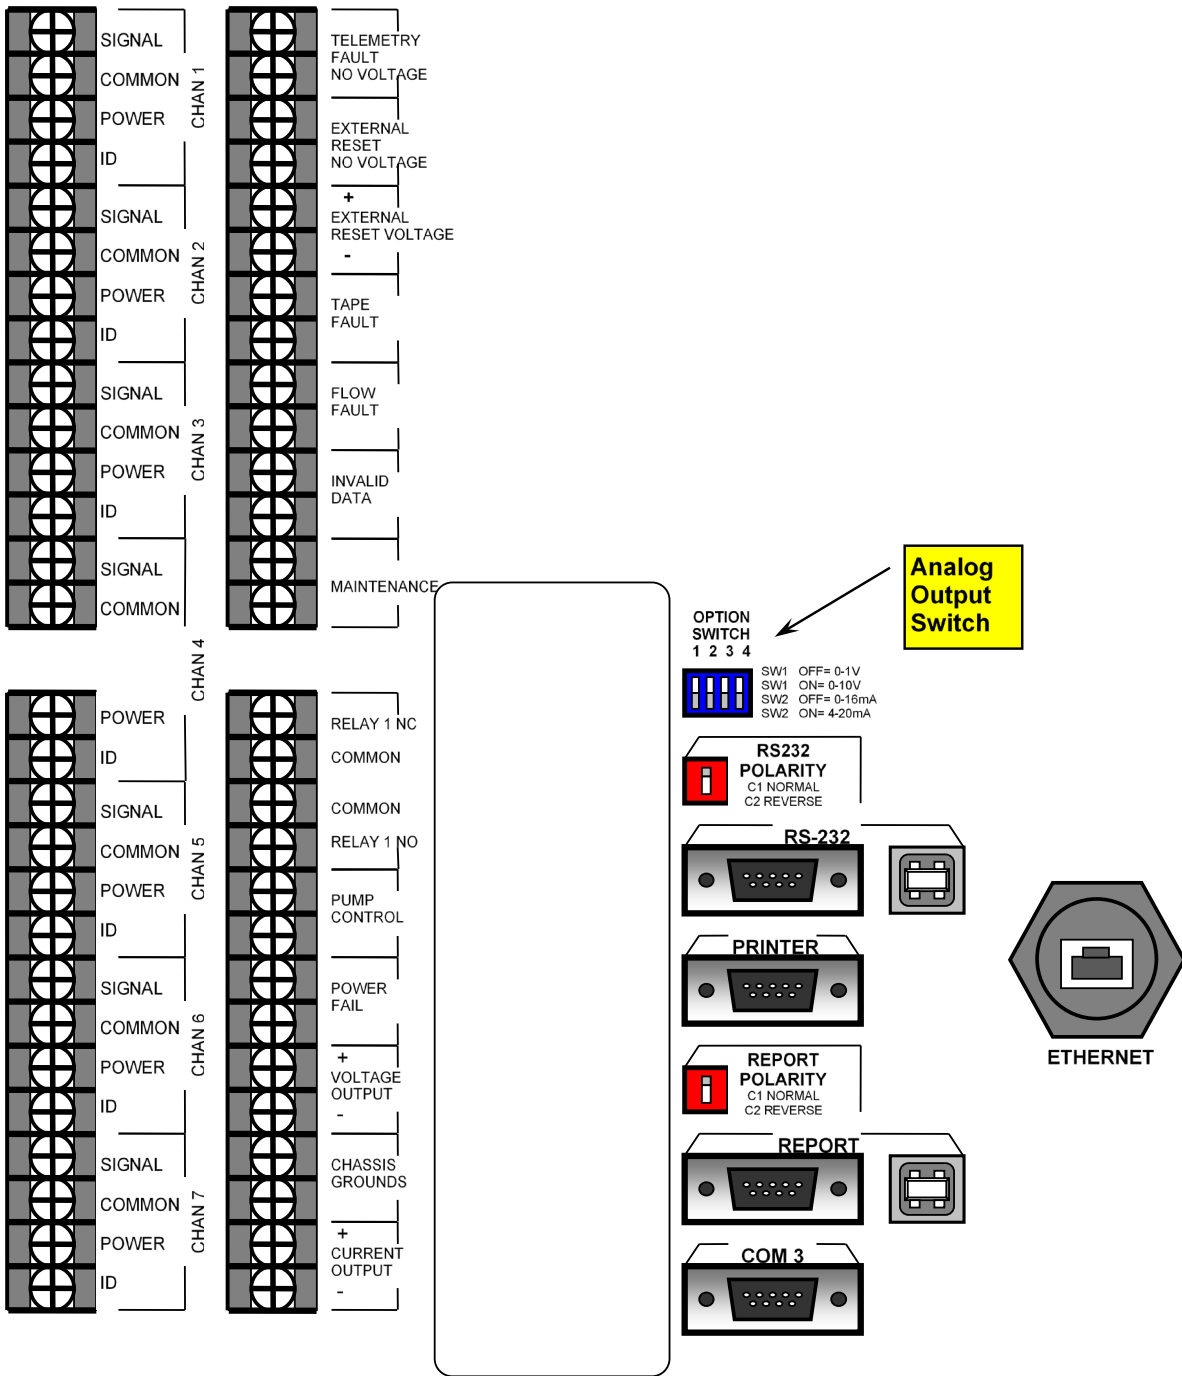 SIGNAL
COMMON
POWER
ID
CHAN 1
SIGNAL
COMMON
POWER
ID
CHAN 2
SIGNAL
COMMON
POWER
ID
CHAN 3
SIGNAL
COMMON
POWER
ID
CHAN 4
SIGNAL
COMMON
POWER
ID
CHAN 5
SIGNAL
COMMON
POWER
ID
CHAN 6
SIGNAL
COMMON
POWER
ID
CHAN 7
TELEMETRY
FAULT
NO VOLTAGE
EXTERNAL
RESET
NO VOLTAGE
+
EXTERNAL
RESET VOLTAGE
-
TAPE
FAULT
FLOW
FAULT
INVALID
DATA
MAINTENANCE
RELAY 1 NC
COMMON
COMMON
RELAY 1 NO
PUMP
CONTROL
POWER
FAIL
+
VOLTAGE
OUTPUT
-
CHASSIS
GROUNDS
+
CURRENT
OUTPUT
-
Analog
Output
Switch
OPTION
SWITCH
1 2 3 4
SW1 OFF= 0-1V
SW1 ON= 0-10V
SW2 OFF= 0-16mA
SW2 ON= 4-20mA
RS232
POLARITY
C1 NORMAL
C2 REVERSE
RS-232
PRINTER
REPORT
POLARITY
C1 NORMAL
C2 REVERSE
REPORT
COM 3
ETHERNET